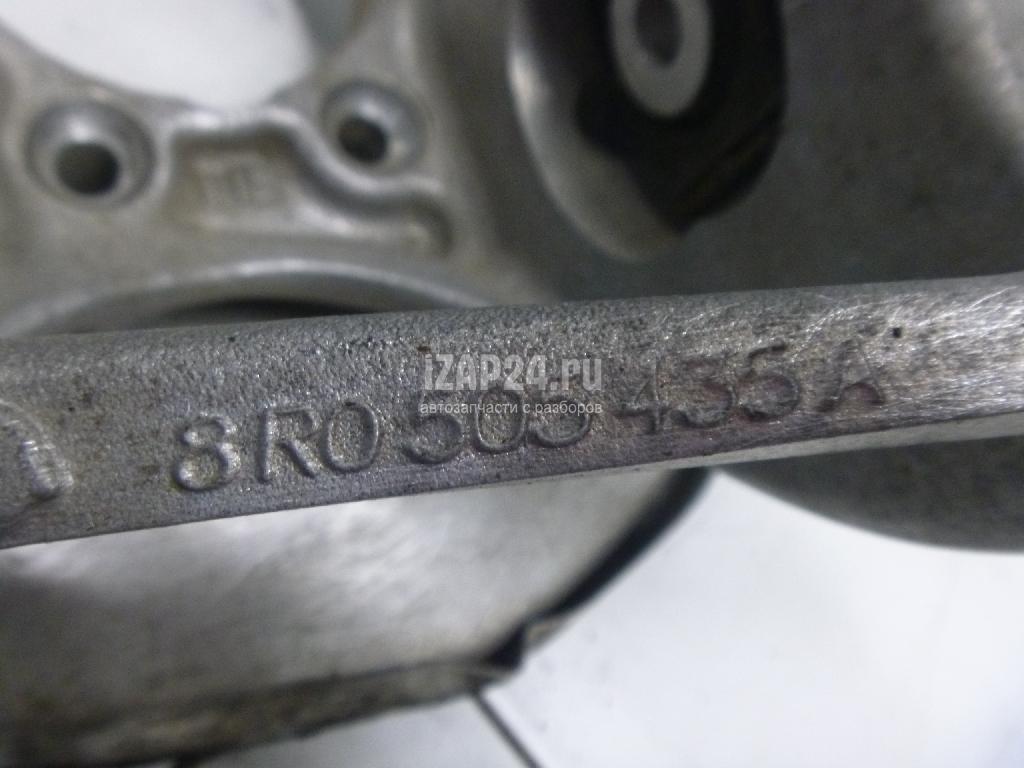 iZAP24.ru
автозапчасти с разборов
8R0 505 435 A